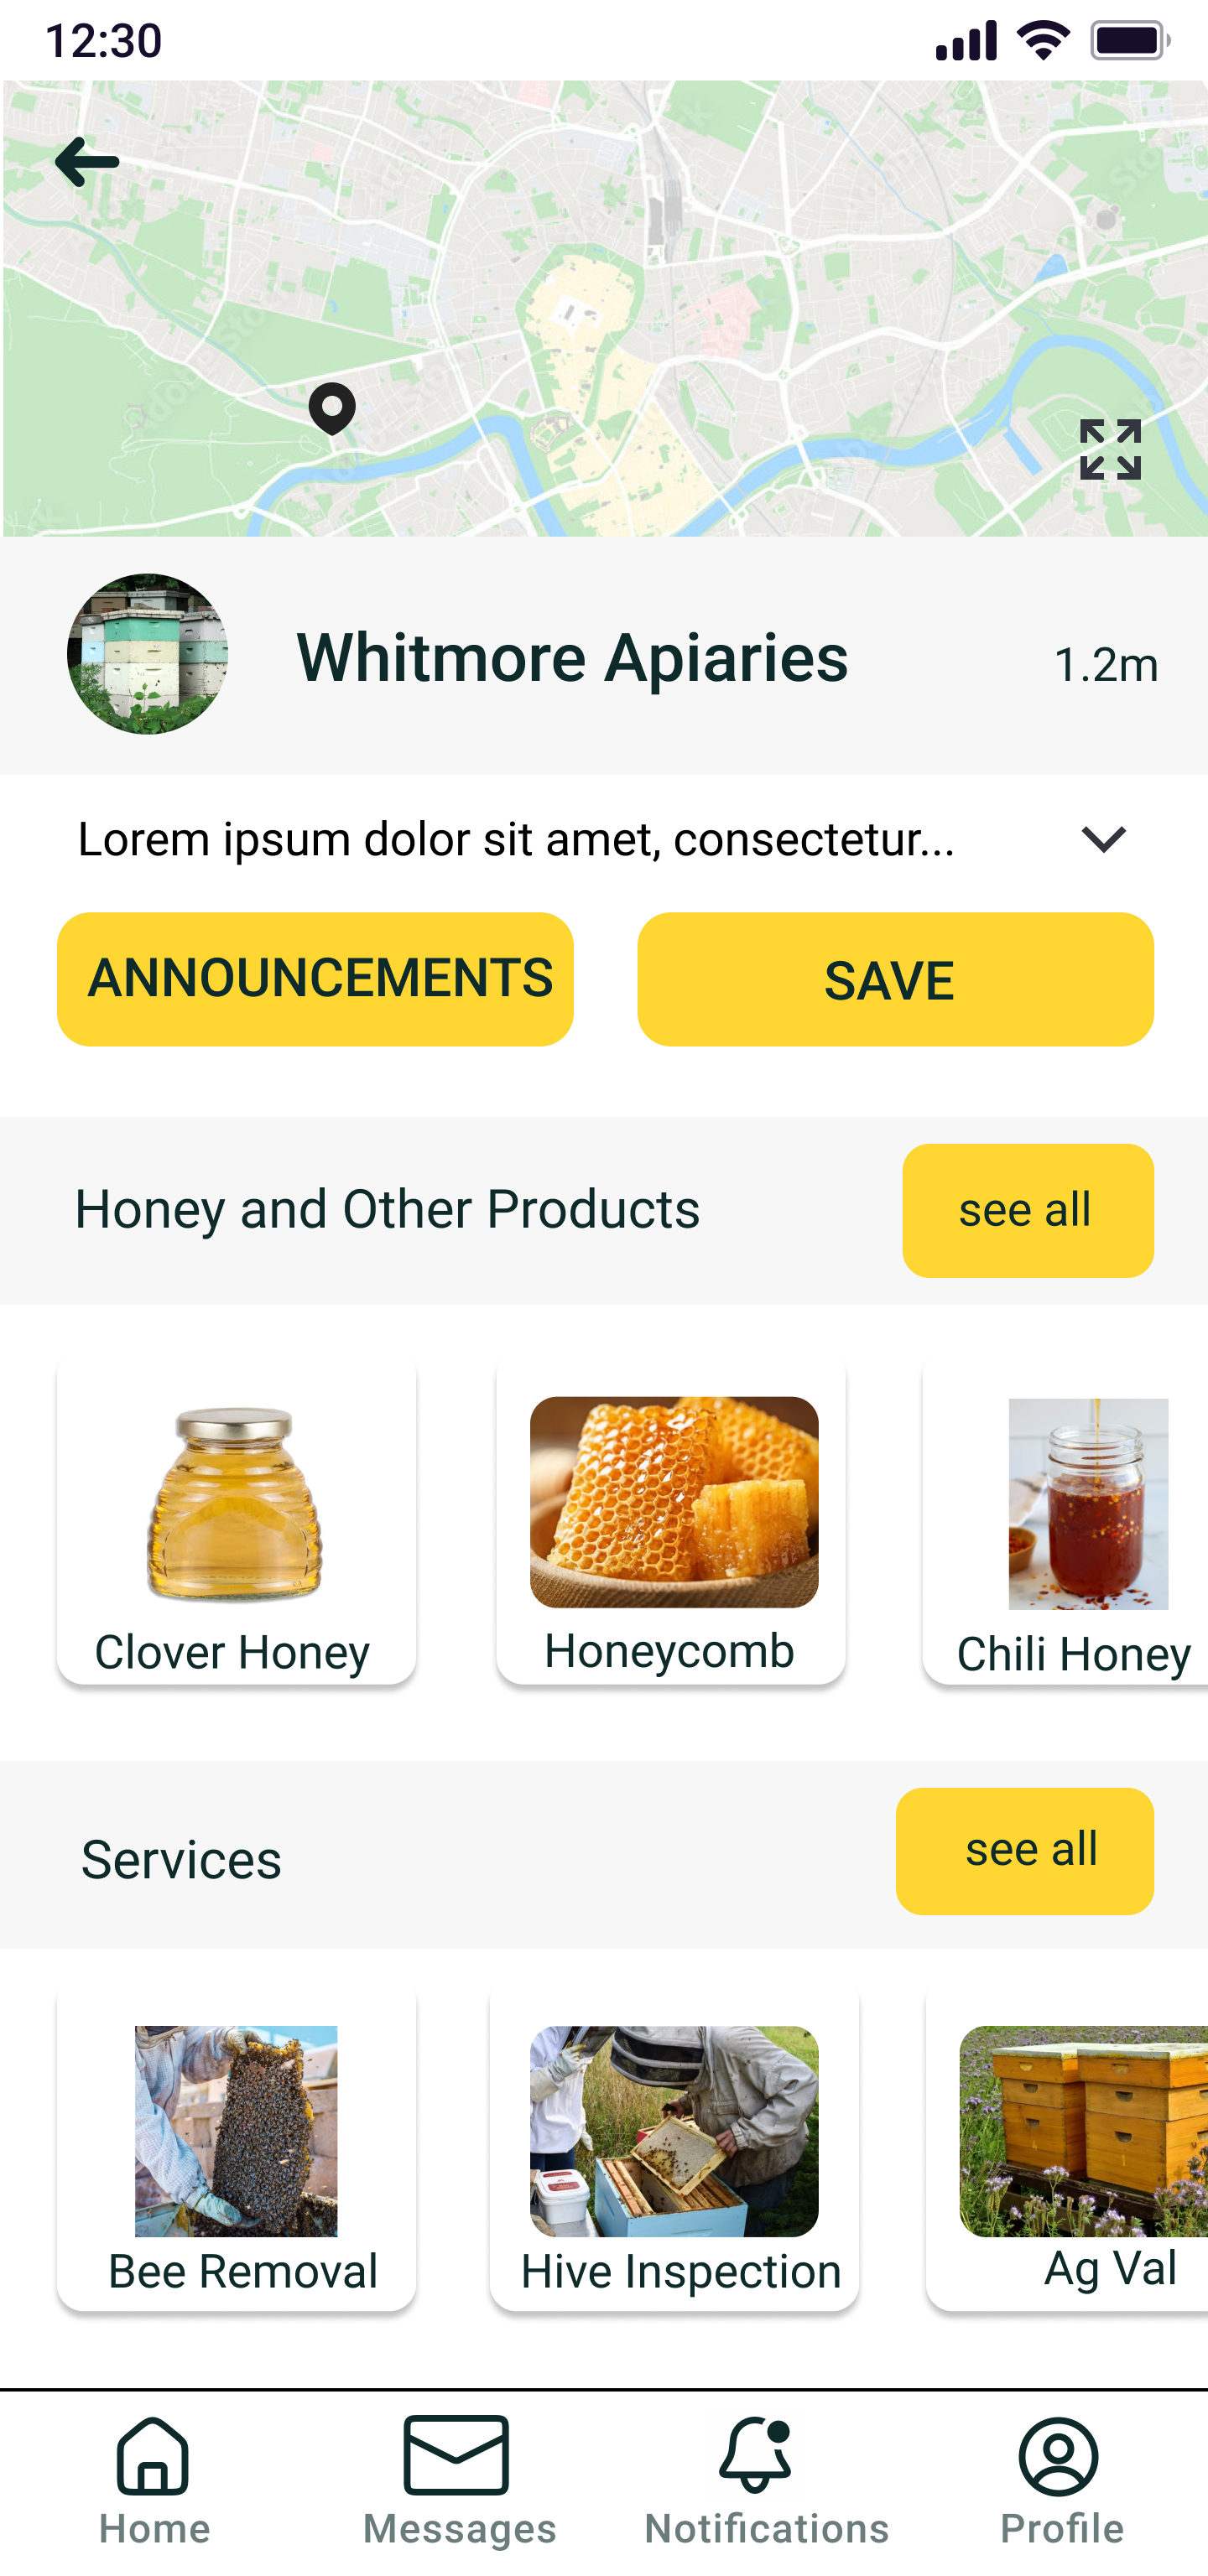 12:30
Whitmore Apiaries
1.2m
Lorem ipsum dolor sit amet, consectetur...
ANNOUNCEMENTS
SAVE
Honey and Other Products
see all
Clover Honey
Honeycomb
Chili Honey
Services
see all
Bee Removal
Hive Inspection
Ag Val
Home
Messages
Notifications
Profile